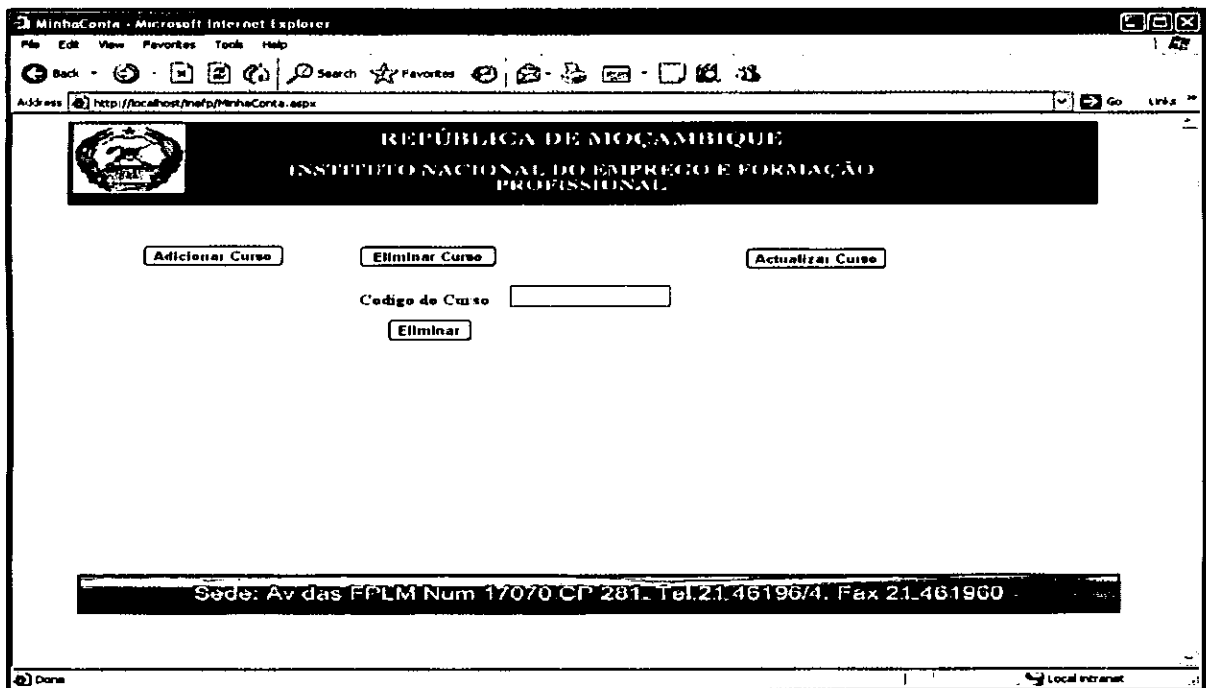 MinhaConta - Microsoft Internet Explorer
File Edit View Favorites Tools Help
Back Search Favorites
Address http://localhost/inefp/MinhaConta.aspx Go Links »
REPÚBLICA DE MOÇAMBIQUE
INSTITUTO NACIONAL DO EMPREGO E FORMAÇÃO
PROFISSIONAL
Adicionar Curso Eliminar Curso Actualizar Curso
Codigo do Curso
Eliminar
Sede: Av das FPLM Num 17070 CP 281. Tel.21.46196/4. Fax 21.461960
Done Local intranet